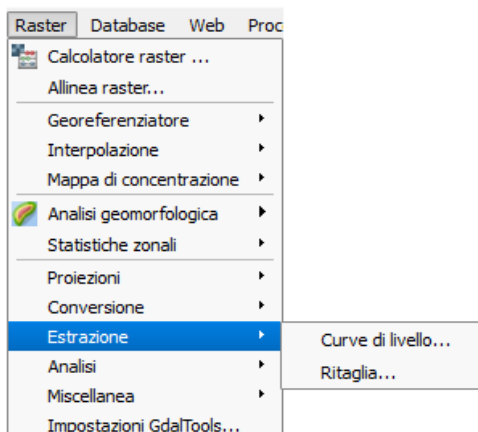 Raster Database Web Proc
Calcolatore raster ...
Allinea raster...
Georeferenziatore
Interpolazione
Mappa di concentrazione
Analisi geomorfologica
Statistiche zonali
Proiezioni
Conversione
Estrazione
Curve di livello...
Analisi
Ritaglia...
Miscellanea
Impostazioni GdalTools...